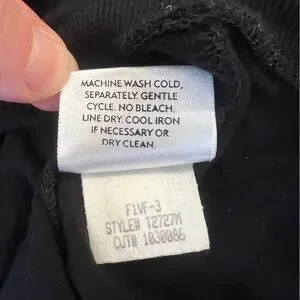 MACHINE WASH COLD,
SEPARATELY, GENTLE
CYCLE. NO BLEACH.
LINE DRY. COOL IRON
IF NECESSARY OR
DRY CLEAN.
F1VF-3
STYLE# T2727M
CUT# 1030086